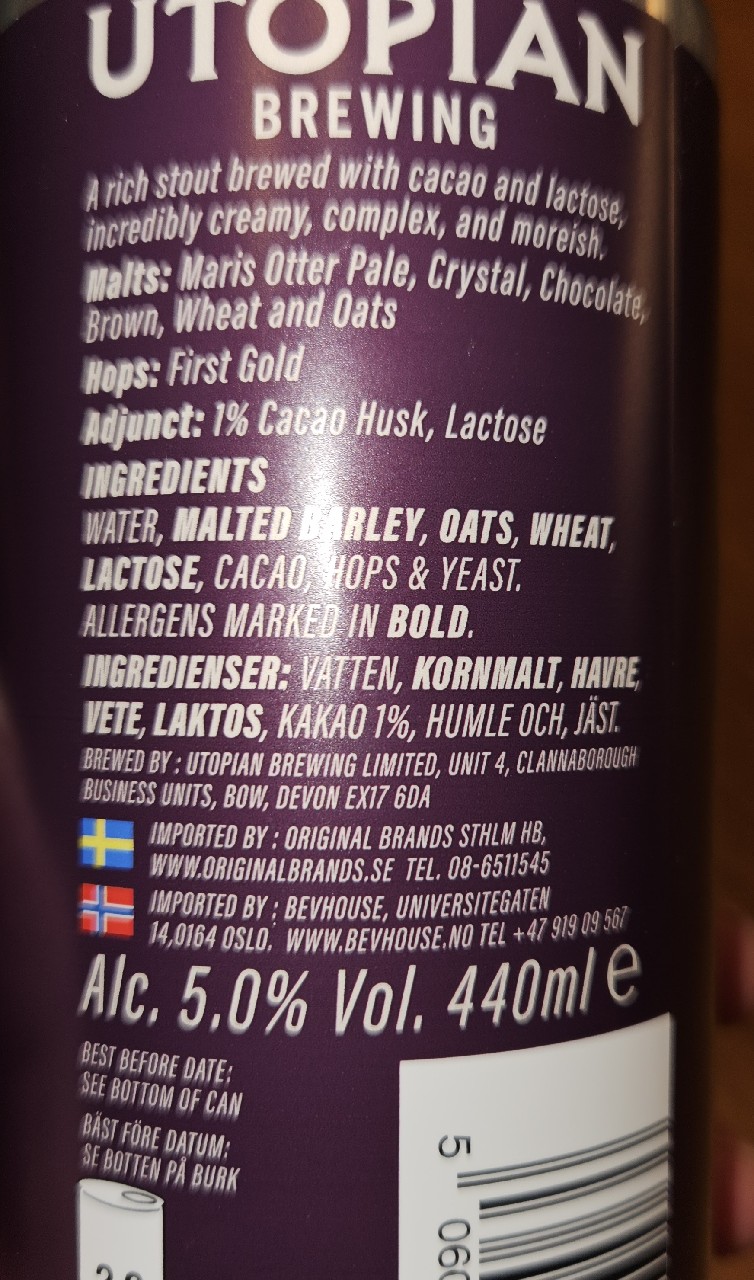 UTOPIAN
BREWING
A rich stout brewed with cacao and lactose,
incredibly creamy, complex, and moreish.
Malts: Maris Otter Pale, Crystal, Chocolate,
Brown, Wheat and Oats
Hops: First Gold
Adjunct: 1% Cacao Husk, Lactose
INGREDIENTS
WATER, MALTED BARLEY, OATS, WHEAT,
LACTOSE, CACAO, HOPS & YEAST.
ALLERGENS MARKED IN BOLD.
INGREDIENSER: VATTEN, KORNMALT, HAVRE,
VETE, LAKTOS, KAKAO 1%, HUMLE OCH, JÄST.
BREWED BY : UTOPIAN BREWING LIMITED, UNIT 4, CLANNABOROUGH
BUSINESS UNITS, BOW, DEVON EX17 6DA
IMPORTED BY : ORIGINAL BRANDS STHLM HB,
WWW.ORIGINALBRANDS.SE TEL. 08-6511545
IMPORTED BY : BEVHOUSE, UNIVERSITEGATEN
14,0164 OSLO. WWW.BEVHOUSE.NO TEL +47 919 09 567
Alc. 5.0% Vol. 440ml e
BEST BEFORE DATE:
SEE BOTTOM OF CAN
BÄST FÖRE DATUM:
SE BOTTEN PÅ BURK
5 060